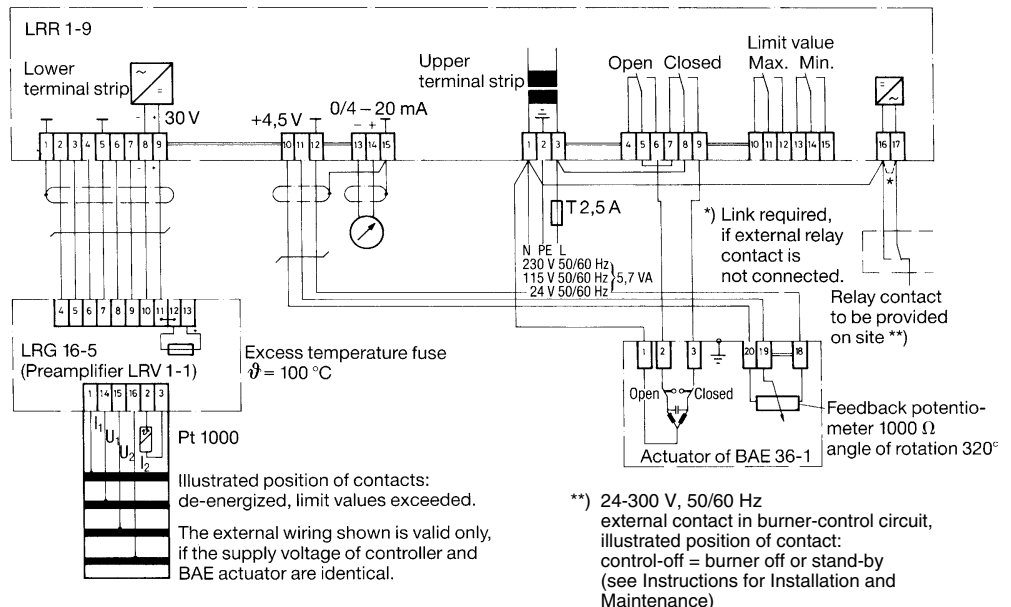 LRR 1-9
Lower
terminal strip
~
=
- +
30 V
+4,5 V
0/4 – 20 mA
- +
Upper
terminal strip
Open Closed
Limit value
Max. Min.
~
=
1 2 3 4 5 6 7 8 9
10 11 12
13 14 15
1 2 3
4 5 6 7 8 9
10 11 12 13 14 15
16 17
- +
*
T 2,5 A
N PE L
230 V 50/60 Hz
115 V 50/60 Hz
24 V 50/60 Hz
5,7 VA
*) Link required,
if external relay
contact is
not connected.
Relay contact
to be provided
on site **)
4 5 6 7 8 9 10 11 12 13
LRG 16-5
(Preamplifier LRV 1-1)
Excess temperature fuse
ϑ = 100 °C
1 14 15 16 2 3
I1 U1 U2 I2
Pt 1000
Illustrated position of contacts:
de-energized, limit values exceeded.
The external wiring shown is valid only,
if the supply voltage of controller and
BAE actuator are identical.
1 2 3
20 19 18
Open Closed
Actuator of BAE 36-1
Feedback potentio-
meter 1000 Ω
angle of rotation 320°
**) 24-300 V, 50/60 Hz
external contact in burner-control circuit,
illustrated position of contact:
control-off = burner off or stand-by
(see Instructions for Installation and
Maintenance)